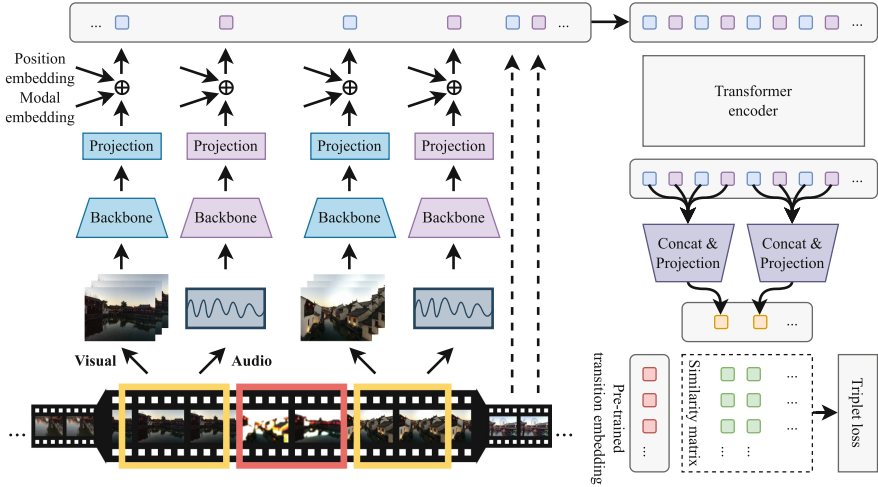 ...
...
...
Position
embedding
Modal
embedding
Transformer
encoder
Projection
Projection
Projection
Projection
...
Backbone
Backbone
Backbone
Backbone
Concat &
Projection
Concat &
Projection
...
Visual
Audio
Pre-trained
transition embedding
...
Similarity matrix
...
...
...
...
Triplet loss
...
...